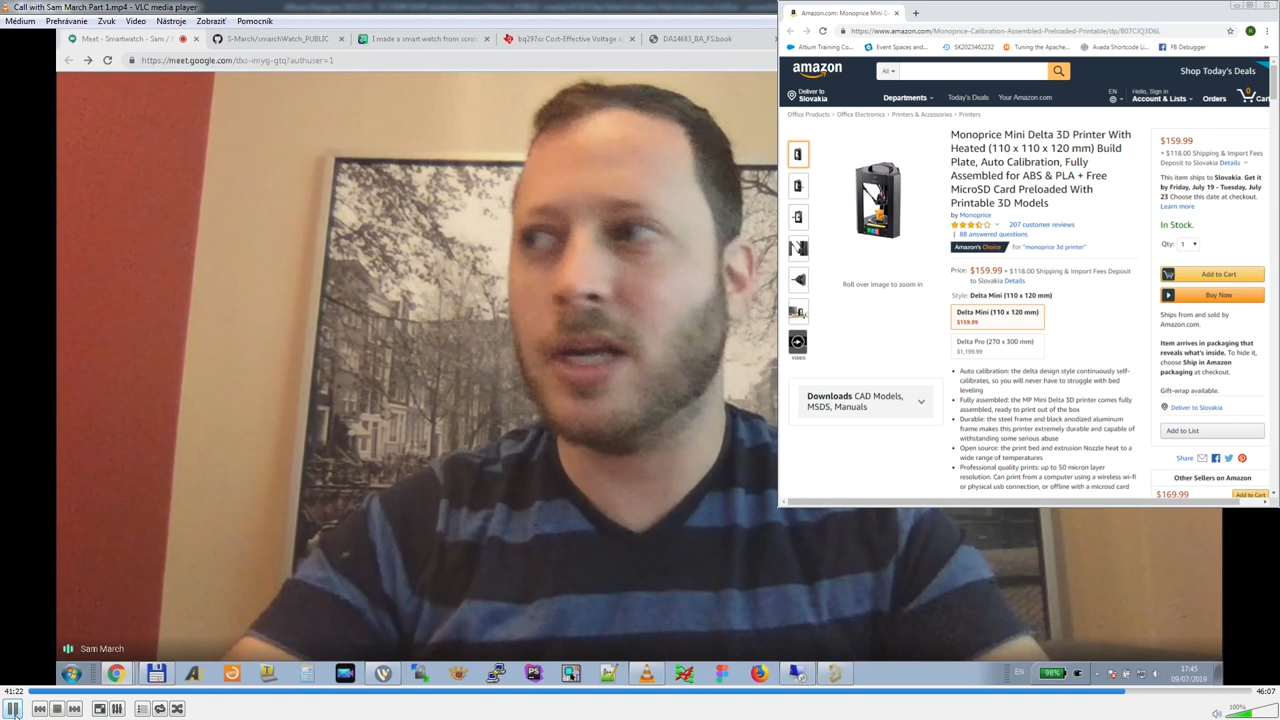 Call with Sam March Part 1.mp4 - VLC media player
Médium Prehrávanie Zvuk Video Nástroje Zobraziť Pomocník
Meet - Smartwatch - Sam
S-March/smarchWatch_PUBLIC
I made a smart watch from scr
bq297xx Cost-Effective Voltage
DA14683_BA_FS.book
https://meet.google.com/dxs-imyg-gtq?authuser=1
Amazon.com: Monoprice Mini D
https://www.amazon.com/Monoprice-Calibration-Assembled-Preloaded-Printable/dp/
Altium Training Co... Event Spaces and... SK2023462232 Tuning the Apache... Avada Shortcode Li... FB Debugger »
amazon
All
Shop Today's Deals
Deliver to
Slovakia
Departments
Today's Deals
Your Amazon.com
EN
Hello, Sign in
Account & Lists
Orders
0
Cart
Office Products › Office Electronics › Printers & Accessories › Printers
Monoprice Mini Delta 3D Printer With
Heated (110 x 110 x 120 mm) Build
Plate, Auto Calibration, Fully
Assembled for ABS & PLA + Free
MicroSD Card Preloaded With
Printable 3D Models
by Monoprice
207 customer reviews
| 88 answered questions
Amazon's Choice for "monoprice 3d printer"
Price: $159.99 + $118.00 Shipping & Import Fees Deposit
to Slovakia Details
Style: Delta Mini (110 x 120 mm)
Delta Mini (110 x 120 mm)
$159.99
Delta Pro (270 x 300 mm)
$1,199.99
• Auto calibration: the delta design style continuously self-
calibrates, so you will never have to struggle with bed
leveling
• Fully assembled: the MP Mini Delta 3D printer comes fully
assembled, ready to print out of the box
• Durable: the steel frame and black anodized aluminum
frame makes this printer extremely durable and capable of
withstanding some serious abuse
• Open source: the print bed and extrusion Nozzle heat to a
wide range of temperatures
• Professional quality prints: up to 50 micron layer
resolution. Can print from a computer using a wireless wi-fi
or physical usb connection, or offline with a microsd card
VIDEO
Roll over image to zoom in
Downloads CAD Models,
MSDS, Manuals
$159.99
+ $118.00 Shipping & Import Fees
Deposit to Slovakia Details
This item ships to Slovakia. Get it
by Friday, July 19 - Tuesday, July
23 Choose this date at checkout.
Learn more
In Stock.
Qty: 1
Add to Cart
Buy Now
Ships from and sold by
Amazon.com.
Item arrives in packaging that
reveals what's inside. To hide it,
choose Ship in Amazon
packaging at checkout.
Gift-wrap available.
Deliver to Slovakia
Add to List
Share
Other Sellers on Amazon
$169.99
Add to Cart
Sam March
EN
98%
17:45
09/07/2019
41:22
46:07
100%